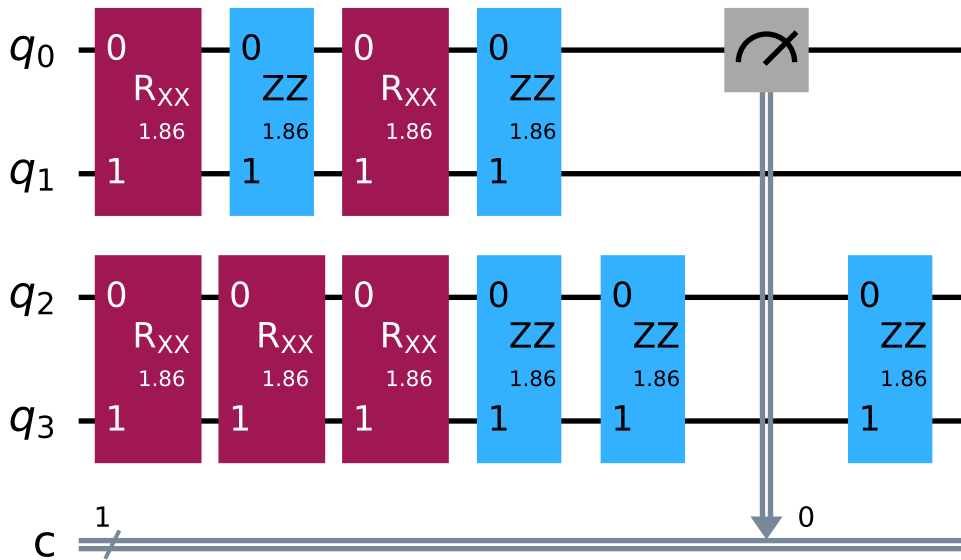 q0 0 0 0 0
RXX ZZ RXX ZZ
1.86 1.86 1.86 1.86
q1 1 1 1 1
q2 0 0 0 0 0 0
RXX RXX RXX ZZ ZZ ZZ
1.86 1.86 1.86 1.86 1.86 1.86
q3 1 1 1 1 1 1
1 0
c